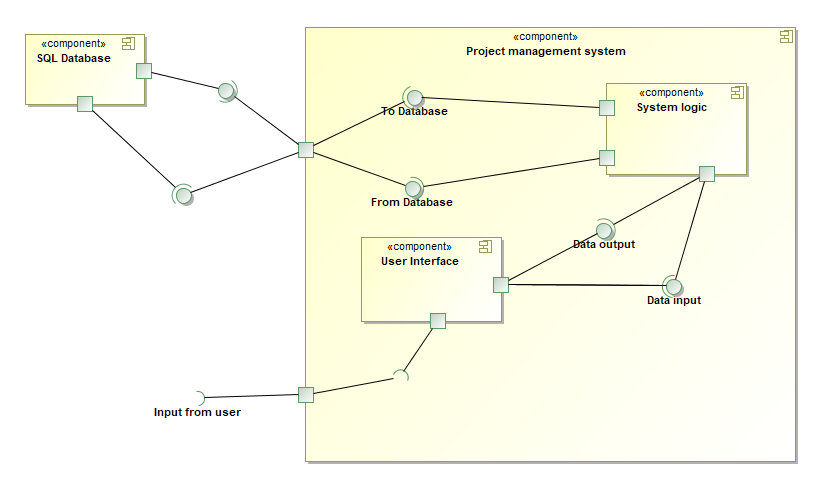 «component»
SQL Database
«component»
Project management system
«component»
System logic
To Database
From Database
«component»
User Interface
Data output
Data input
Input from user